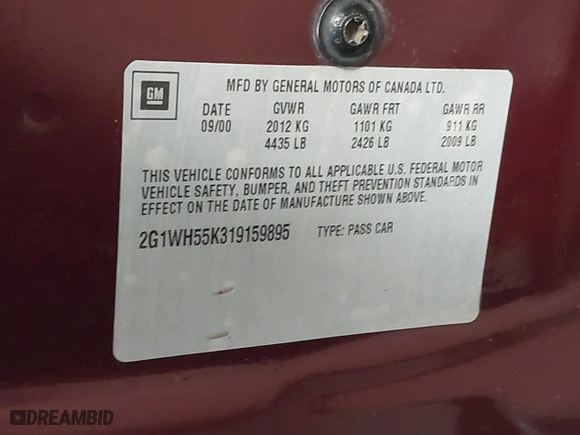 MFD BY GENERAL MOTORS OF CANADA LTD.
GM
DATE GVWR GAWR FRT GAWR RR
09/00 2012 KG 1101 KG 911 KG
4435 LB 2426 LB 2009 LB
THIS VEHICLE CONFORMS TO ALL APPLICABLE U.S. FEDERAL MOTOR
VEHICLE SAFETY, BUMPER, AND THEFT PREVENTION STANDARDS IN
EFFECT ON THE DATE OF MANUFACTURE SHOWN ABOVE.
2G1WH55K319159895 TYPE: PASS CAR
DREAMBID